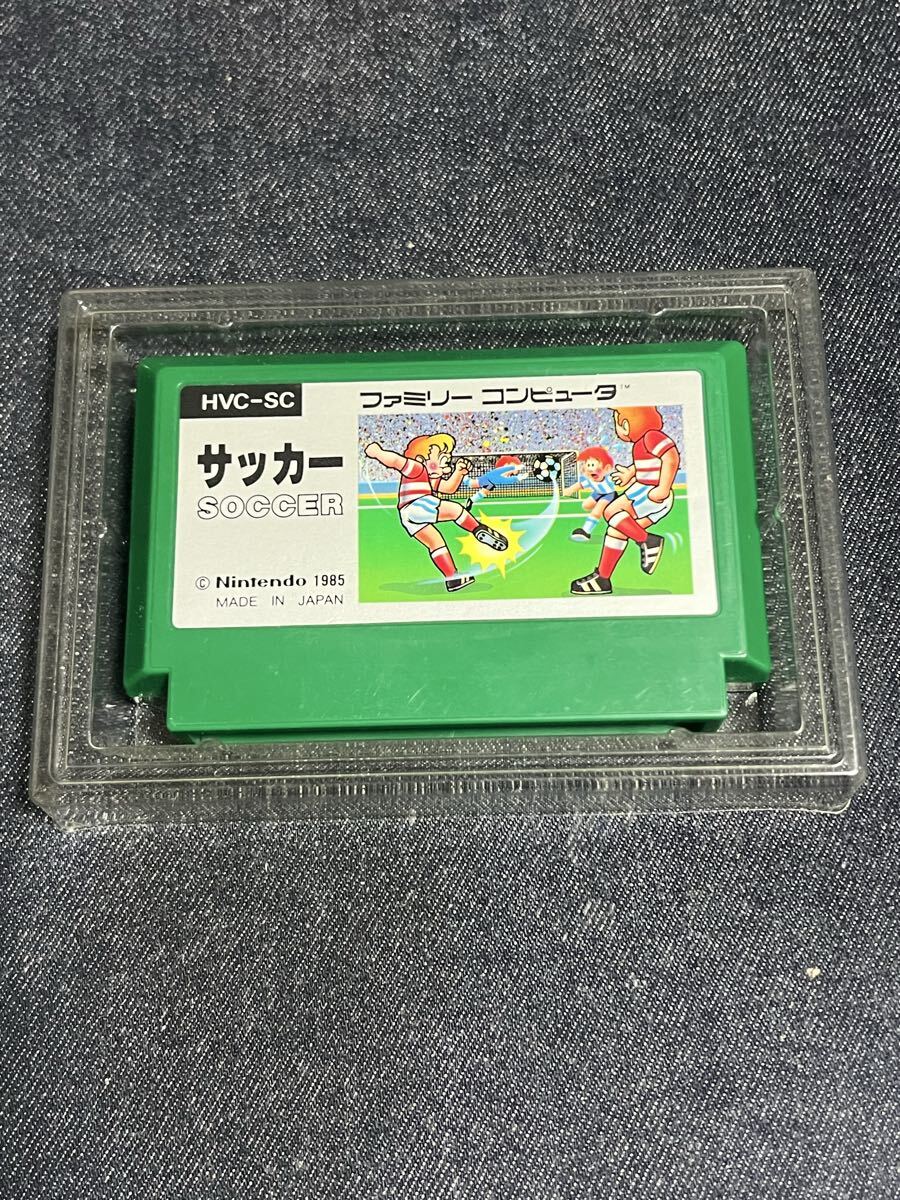 HVC-SC
ファミリー コンピュータ™
サッカー
SOCCER
© Nintendo 1985
MADE IN JAPAN